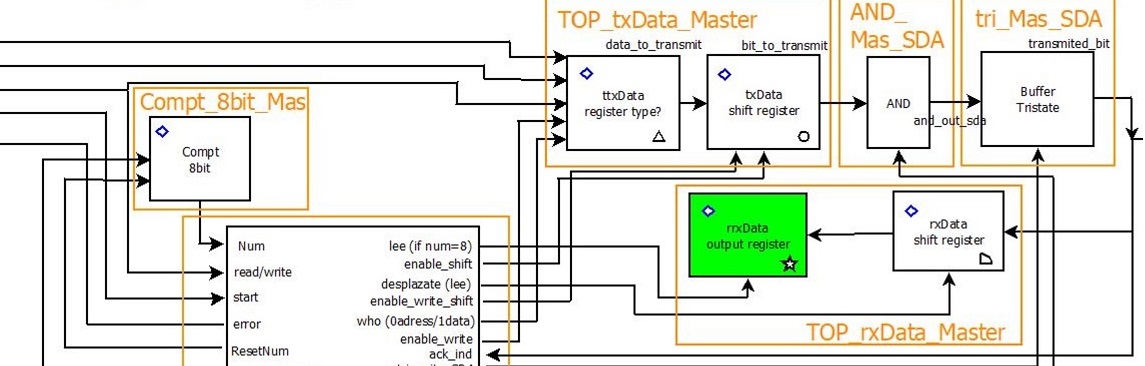 TOP_txData_Master
AND_
Mas_SDA
tri_Mas_SDA
data_to_transmit
bit_to_transmit
transmited_bit
ttxData
register type?
txData
shift register
AND
and_out_sda
Buffer
Tristate
Compt_8bit_Mas
Compt
8bit
rrxData
output register
rxData
shift register
TOP_rxData_Master
Num
read/write
start
error
ResetNum
lee (if num=8)
enable_shift
desplazate (lee)
enable_write_shift
who (0adress/1data)
enable_write
ack_ind